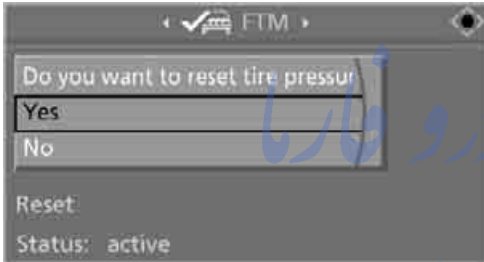 FTM
Do you want to reset tire pressur
Yes
No
Reset
Status: active